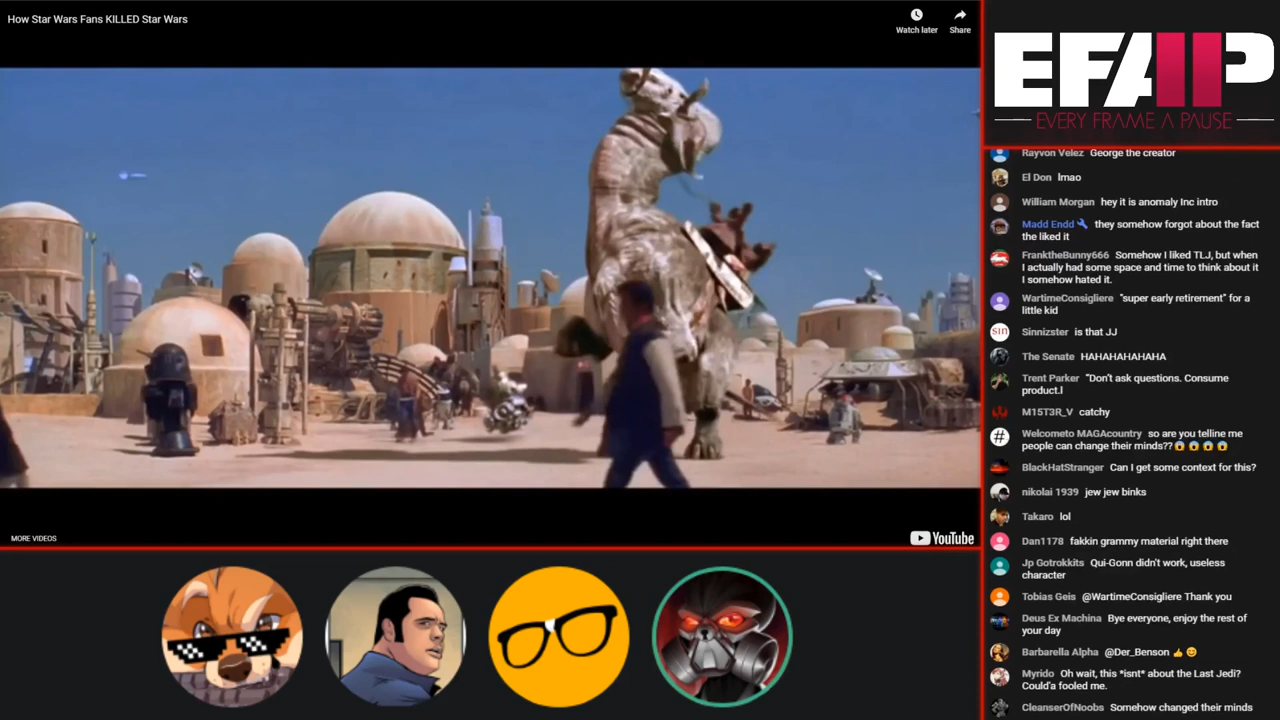 How Star Wars Fans KILLED Star Wars
Watch later
Share
MORE VIDEOS
YouTube
EFAP
EVERY FRAME A PAUSE
Rayvon Velez George the creator
El Don lmao
William Morgan hey it is anomaly Inc intro
Madd Endd they somehow forgot about the fact
the liked it
FranktheBunny666 Somehow I liked TLJ, but when
I actually had some space and time to think about it
I somehow hated it.
WartimeConsigliere "super early retirement" for a
little kid
sin
Sinnizster is that JJ
The Senate HAHAHAHAHAHA
Trent Parker "Don't ask questions. Consume
product.I
M15T3R_V catchy
#
Welcometo MAGAcountry so are you telline me
people can change their minds??😱😱😱😱
BlackHatStranger Can I get some context for this?
nikolai 1939 jew jew binks
Takaro lol
Dan1178 fakkin grammy material right there
Jp Gotrokkits Qui-Gonn didn't work, useless
character
Tobias Geis @WartimeConsigliere Thank you
Deus Ex Machina Bye everyone, enjoy the rest of
your day
Barbarella Alpha @Der_Benson 👍😊
Myrido Oh wait, this *isnt* about the Last Jedi?
Could'a fooled me.
CleanserOfNoobs Somehow changed their minds